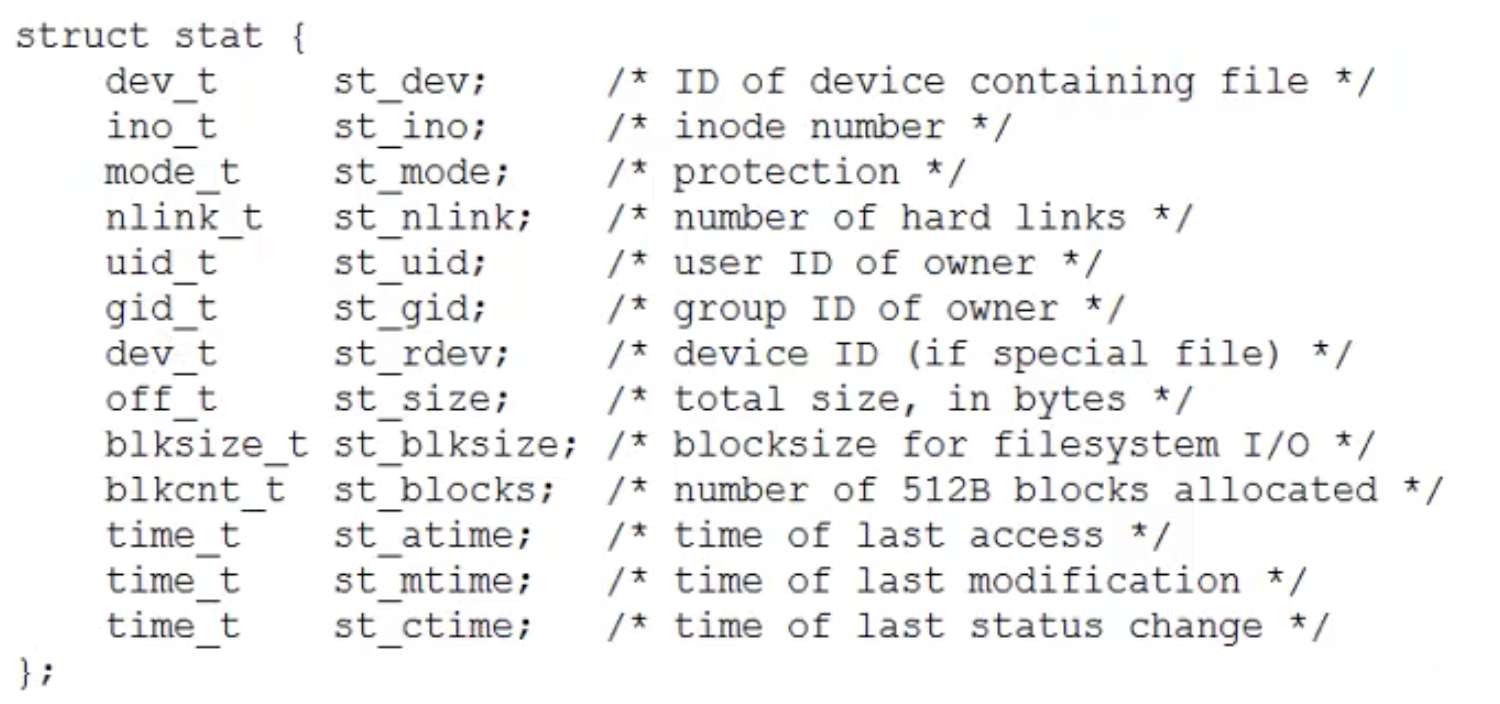 struct stat {
    dev_t     st_dev;     /* ID of device containing file */
    ino_t     st_ino;     /* inode number */
    mode_t    st_mode;    /* protection */
    nlink_t   st_nlink;   /* number of hard links */
    uid_t     st_uid;     /* user ID of owner */
    gid_t     st_gid;     /* group ID of owner */
    dev_t     st_rdev;    /* device ID (if special file) */
    off_t     st_size;    /* total size, in bytes */
    blksize_t st_blksize; /* blocksize for filesystem I/O */
    blkcnt_t  st_blocks;  /* number of 512B blocks allocated */
    time_t    st_atime;   /* time of last access */
    time_t    st_mtime;   /* time of last modification */
    time_t    st_ctime;   /* time of last status change */
};